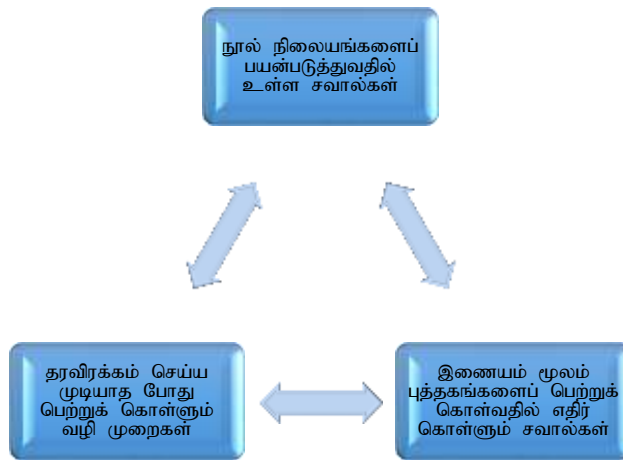 நூல் நிலையங்களைப்
பயன்படுத்துவதில்
உள்ள சவால்கள்
தரவிரக்கம் செய்ய
முடியாத போது
பெற்றுக் கொள்ளும்
வழி முறைகள்
இணையம் மூலம்
புத்தகங்களைப் பெற்றுக்
கொள்வதில் எதிர்
கொள்ளும் சவால்கள்